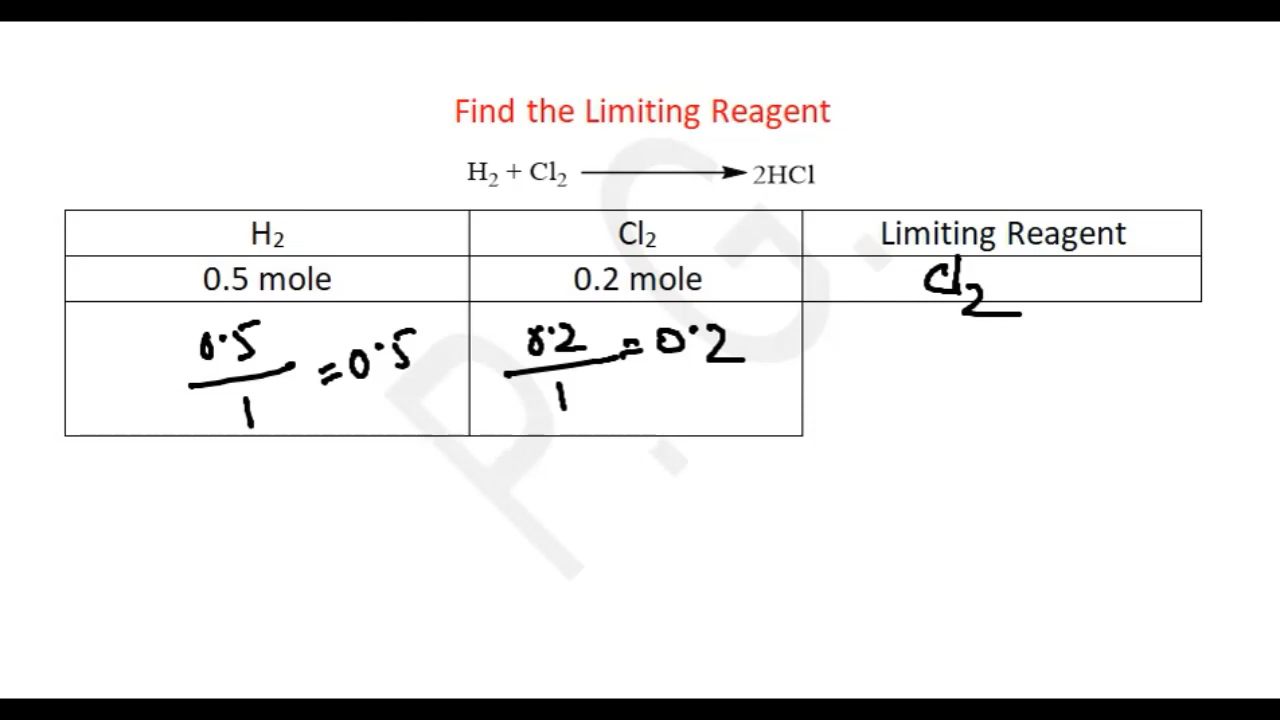 Find the Limiting Reagent
H₂ + Cl₂ ⟶ 2HCl
H₂ Cl₂ Limiting Reagent
0.5 mole 0.2 mole Cl₂
0.5/1 = 0.5 0.2/1 = 0.2
P.G.